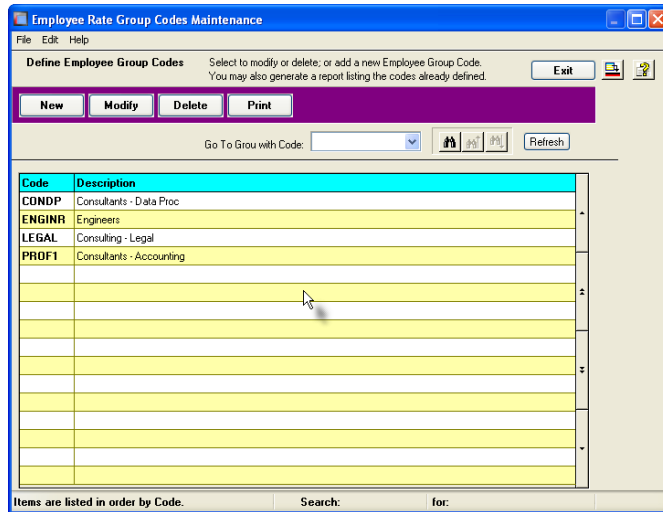 Employee Rate Group Codes Maintenance
File Edit Help
Define Employee Group Codes
Select to modify or delete; or add a new Employee Group Code.
You may also generate a report listing the codes already defined.
Exit
New Modify Delete Print
Go To Grou with Code:
Refresh
Code Description
CONDP Consultants - Data Proc
ENGINR Engineers
LEGAL Consulting - Legal
PROF1 Consultants - Accounting
Items are listed in order by Code. Search: for: